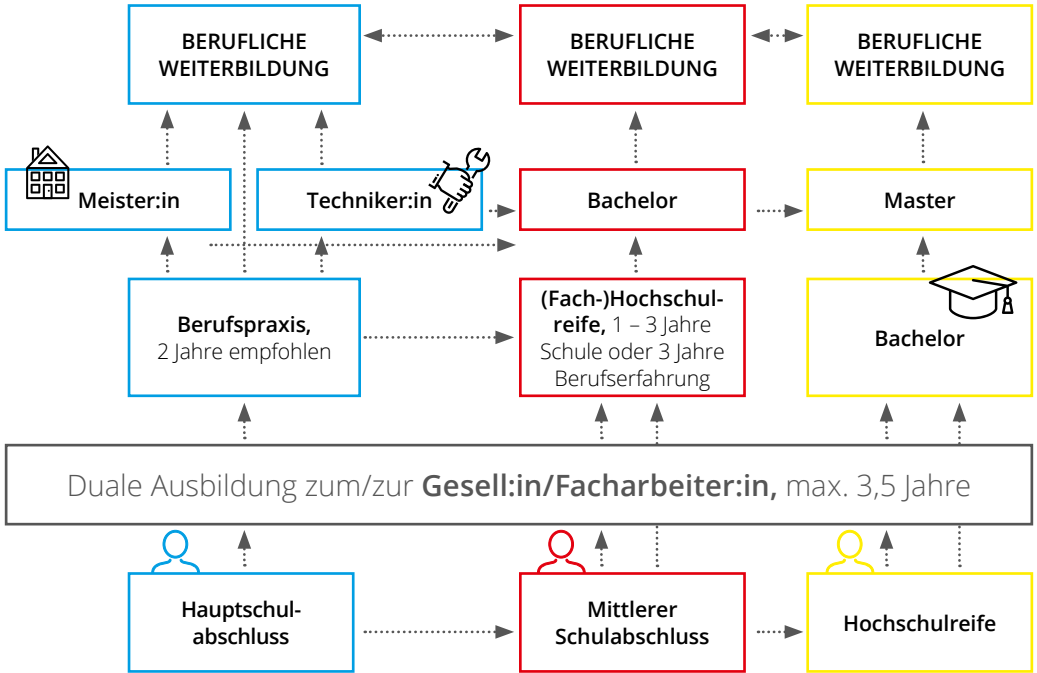 BERUFLICHE
WEITERBILDUNG
BERUFLICHE
WEITERBILDUNG
BERUFLICHE
WEITERBILDUNG
Meister:in
Techniker:in
Bachelor
Master
Berufspraxis,
2 Jahre empfohlen
(Fach-)Hochschul-
reife, 1 – 3 Jahre
Schule oder 3 Jahre
Berufserfahrung
Bachelor
Duale Ausbildung zum/zur Gesell:in/Facharbeiter:in, max. 3,5 Jahre
Hauptschul-
abschluss
Mittlerer
Schulabschluss
Hochschulreife